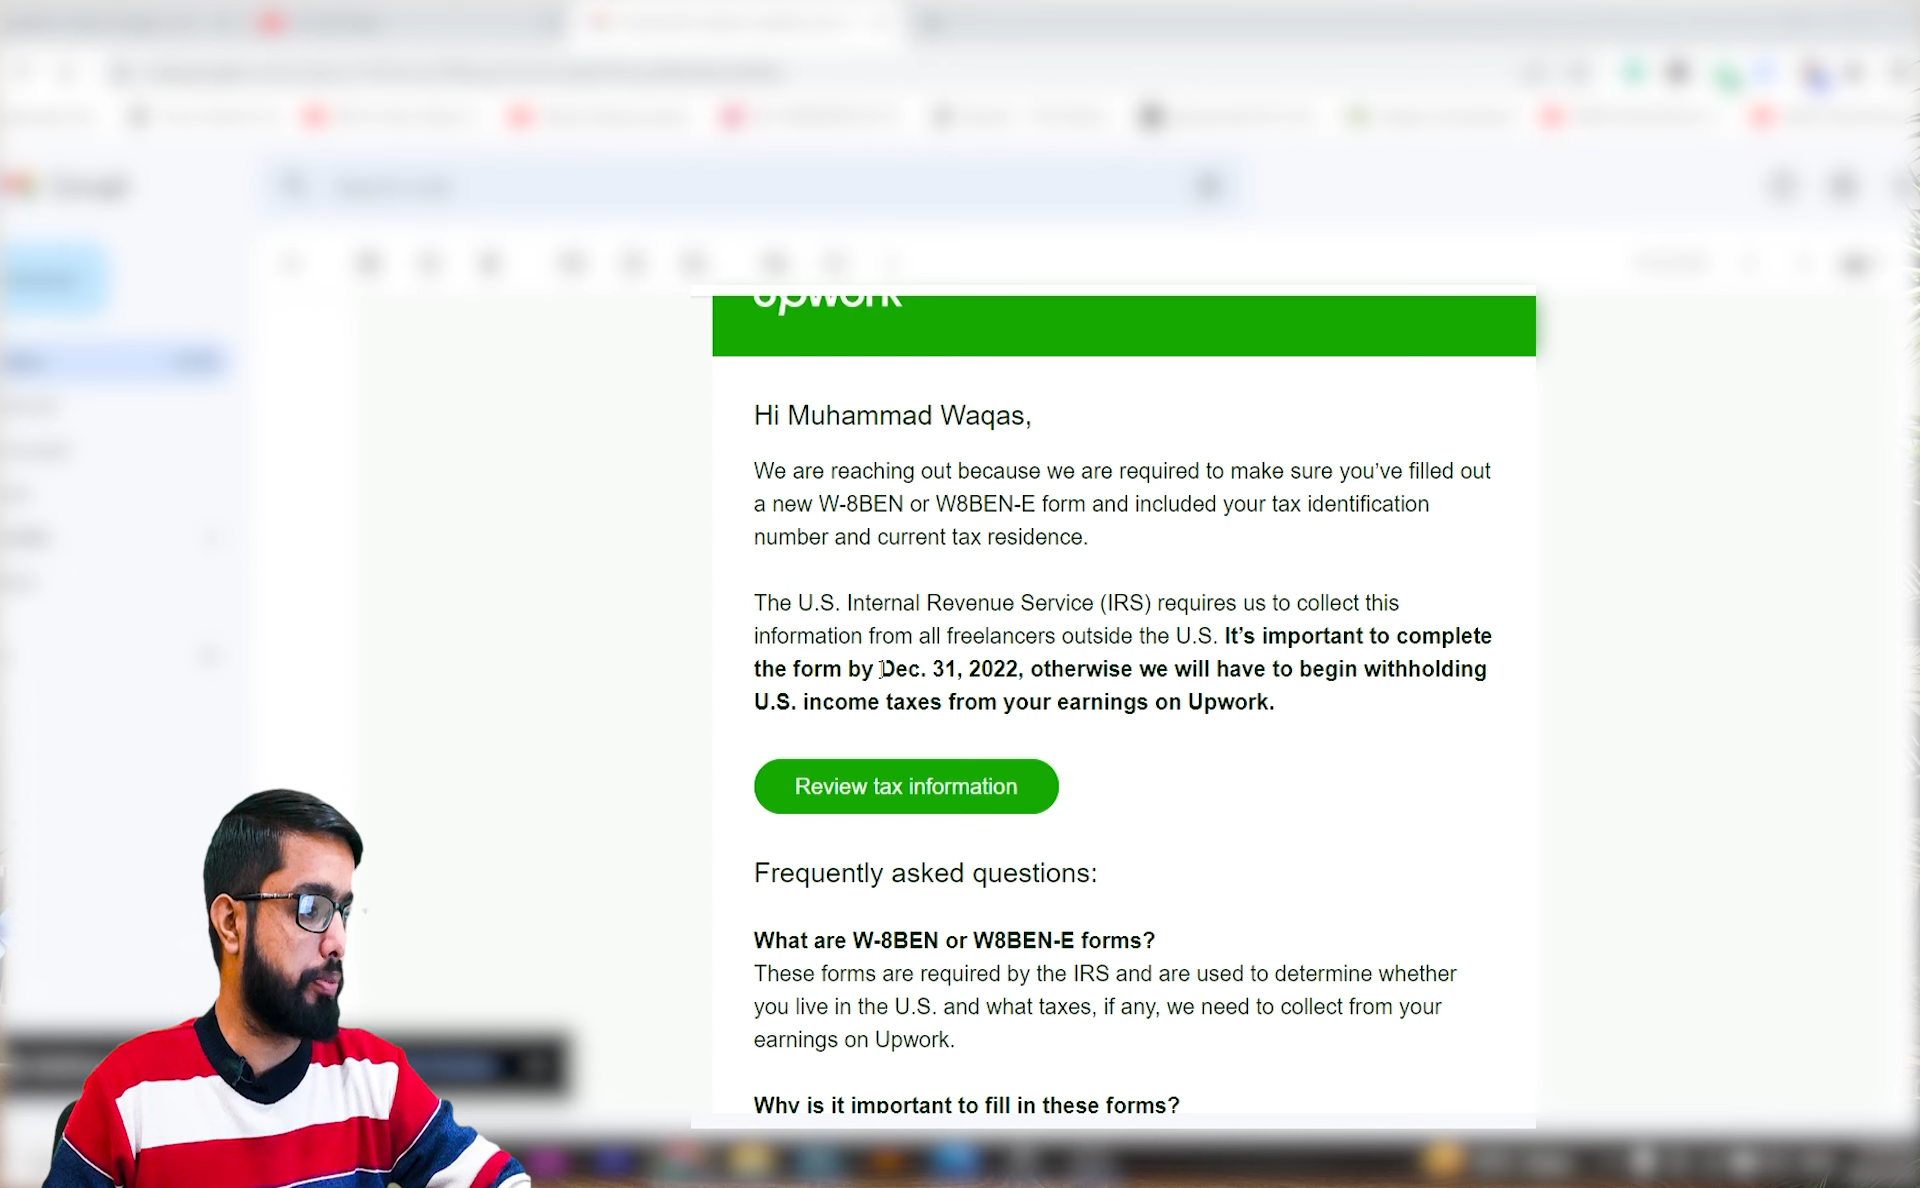 upwork
Hi Muhammad Waqas,
We are reaching out because we are required to make sure you’ve filled out
a new W-8BEN or W8BEN-E form and included your tax identification
number and current tax residence.
The U.S. Internal Revenue Service (IRS) requires us to collect this
information from all freelancers outside the U.S. It’s important to complete
the form by Dec. 31, 2022, otherwise we will have to begin withholding
U.S. income taxes from your earnings on Upwork.
Review tax information
Frequently asked questions:
What are W-8BEN or W8BEN-E forms?
These forms are required by the IRS and are used to determine whether
you live in the U.S. and what taxes, if any, we need to collect from your
earnings on Upwork.
Why is it important to fill in these forms?